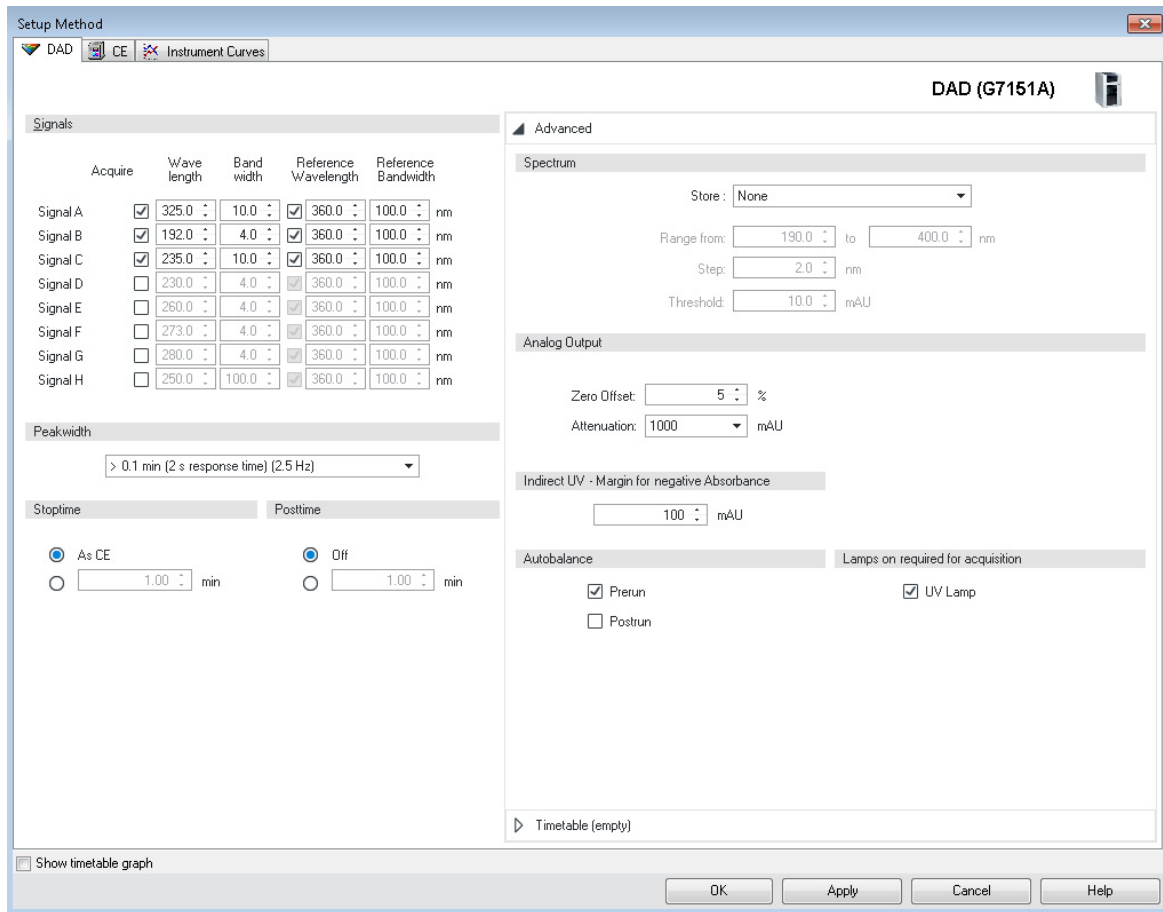 Setup Method
DAD CE Instrument Curves
DAD (G7151A)
Signals
Acquire Wave length Band width Reference Wavelength Reference Bandwidth
Signal A 325.0 10.0 360.0 100.0 nm
Signal B 192.0 4.0 360.0 100.0 nm
Signal C 235.0 10.0 360.0 100.0 nm
Signal D 230.0 4.0 360.0 100.0 nm
Signal E 260.0 4.0 360.0 100.0 nm
Signal F 273.0 4.0 360.0 100.0 nm
Signal G 280.0 4.0 360.0 100.0 nm
Signal H 250.0 100.0 360.0 100.0 nm
Peakwidth
> 0.1 min (2 s response time) (2.5 Hz)
Stoptime Posttime
As CE Off
1.00 min 1.00 min
Advanced
Spectrum
Store : None
Range from: 190.0 to 400.0 nm
Step: 2.0 nm
Threshold: 10.0 mAU
Analog Output
Zero Offset: 5 %
Attenuation: 1000 mAU
Indirect UV - Margin for negative Absorbance
100 mAU
Autobalance Lamps on required for acquisition
Prerun UV Lamp
Postrun
Timetable (empty)
Show timetable graph
OK Apply Cancel Help